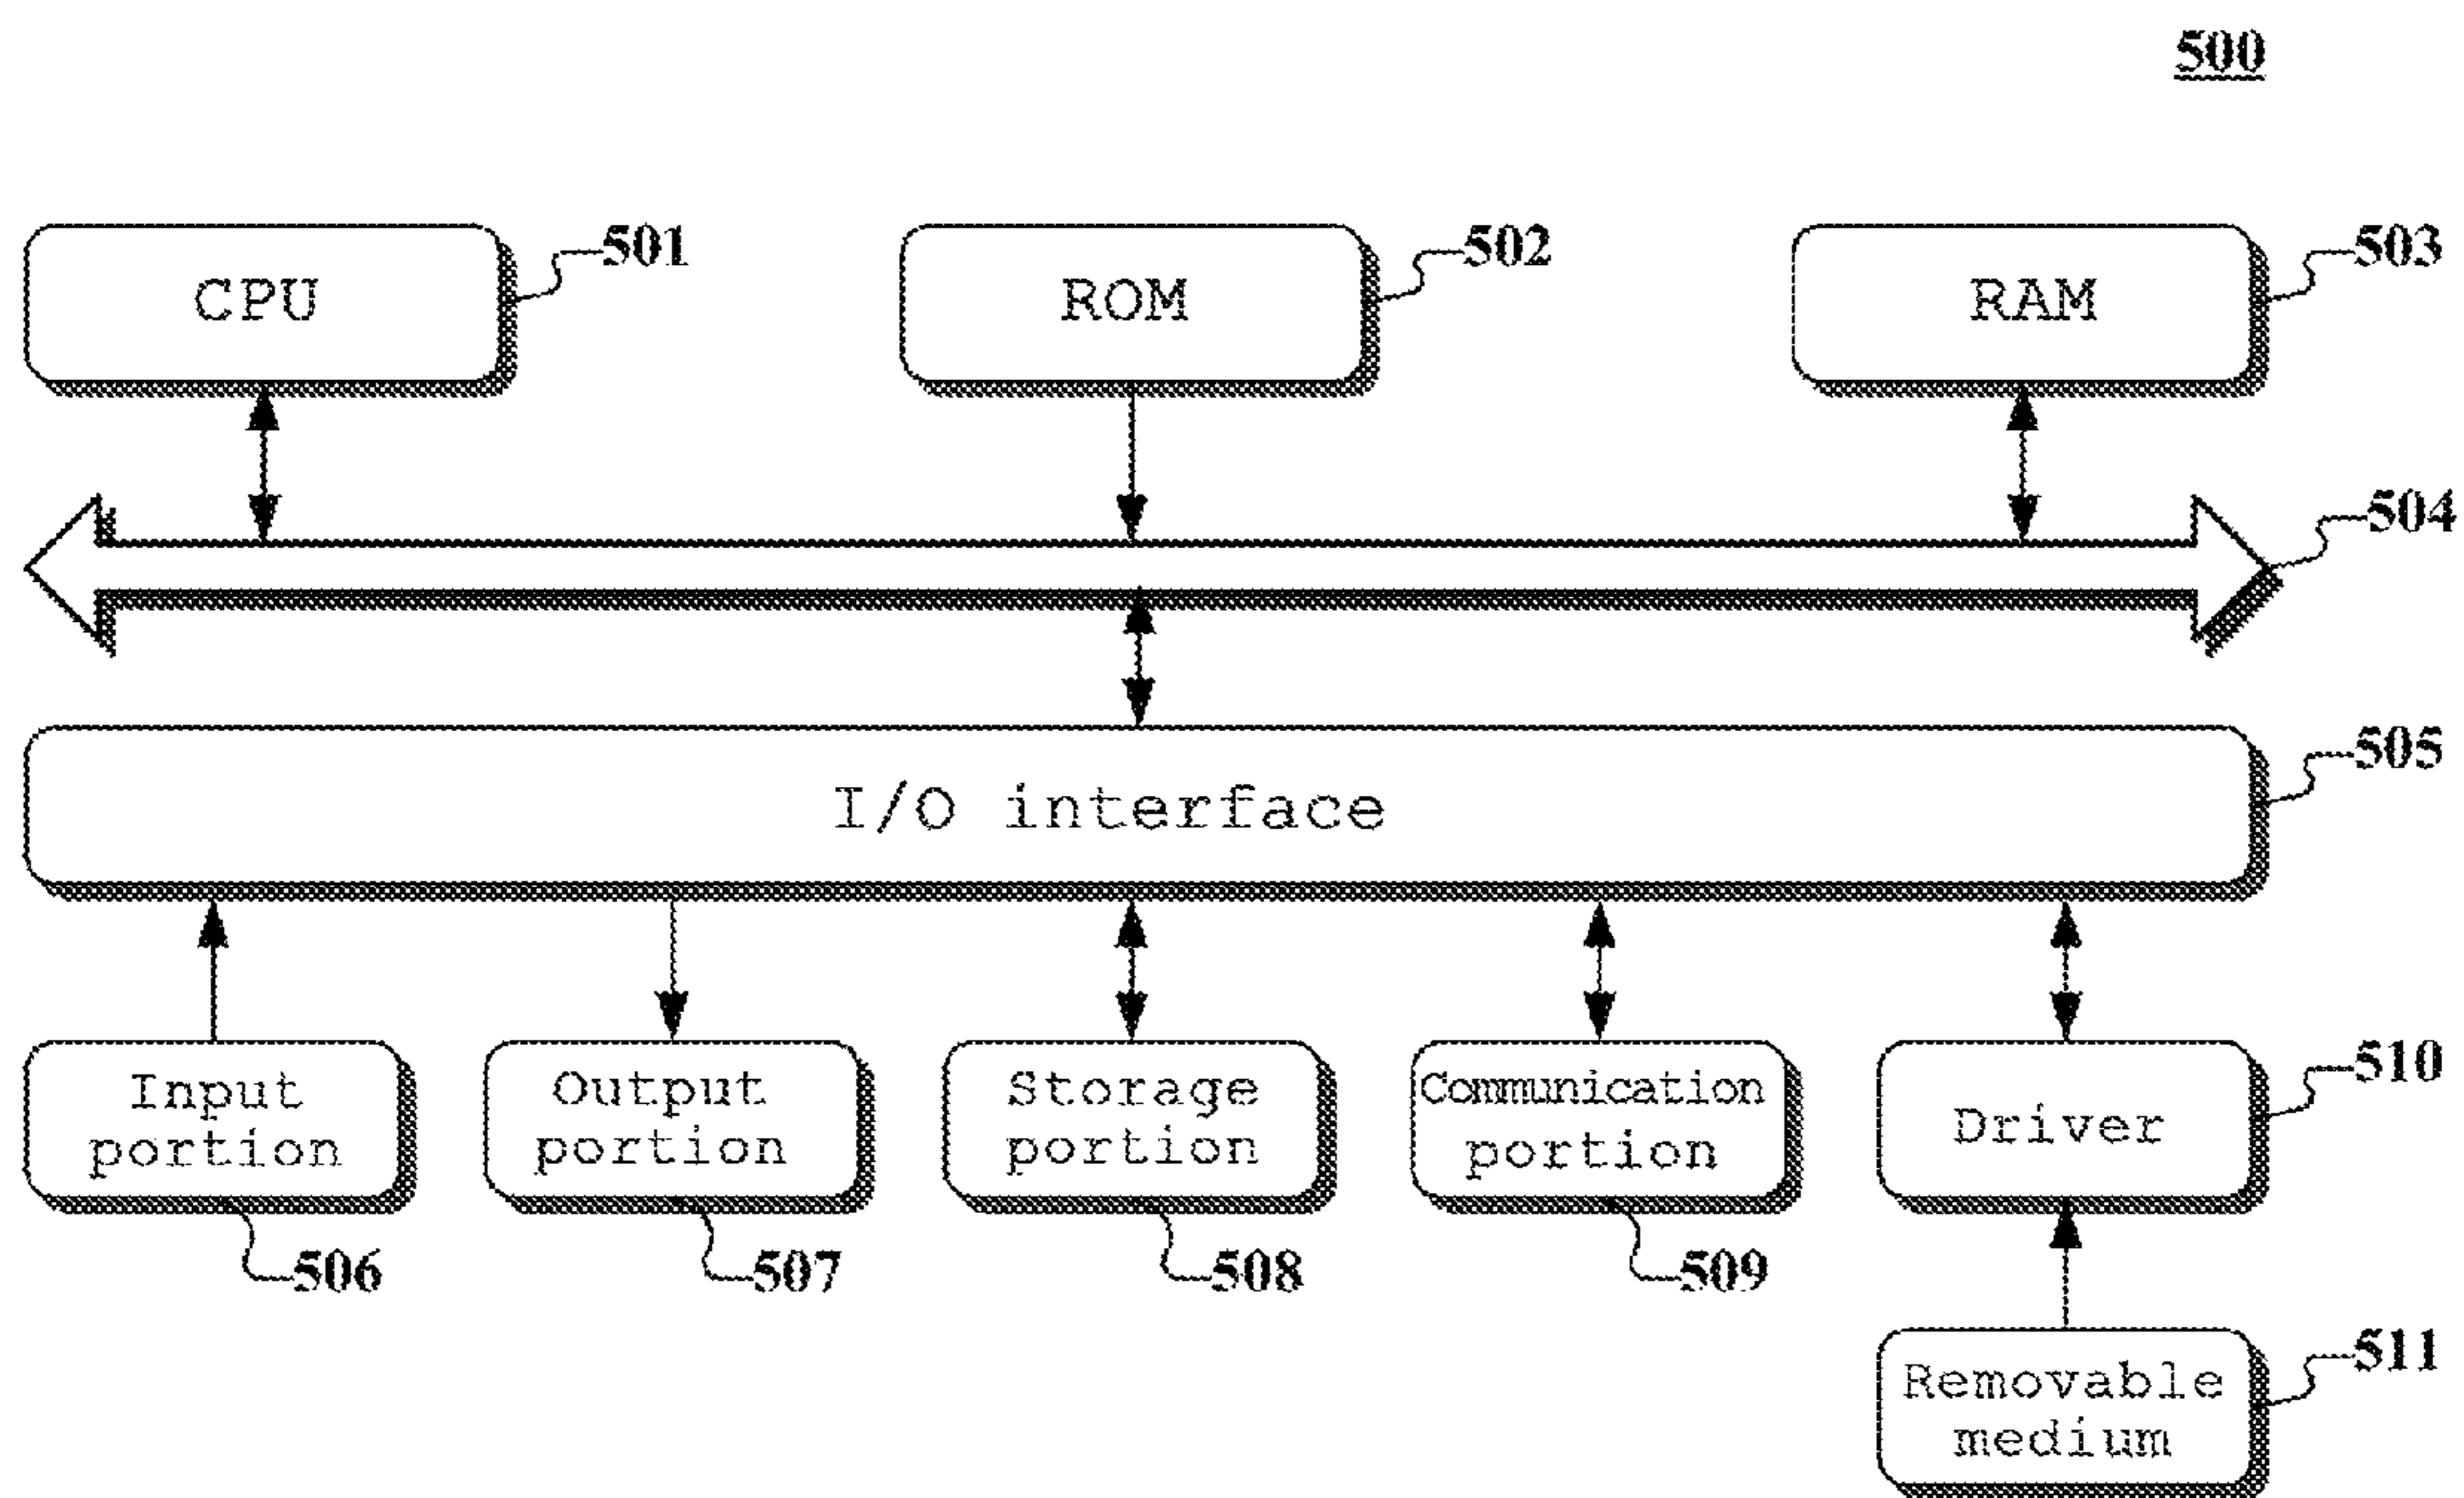 500
CPU
501
ROM
502
RAM
503
504
I/O interface
505
Input
portion
506
Output
portion
507
Storage
portion
508
Communication
portion
509
Driver
510
Removable
medium
511